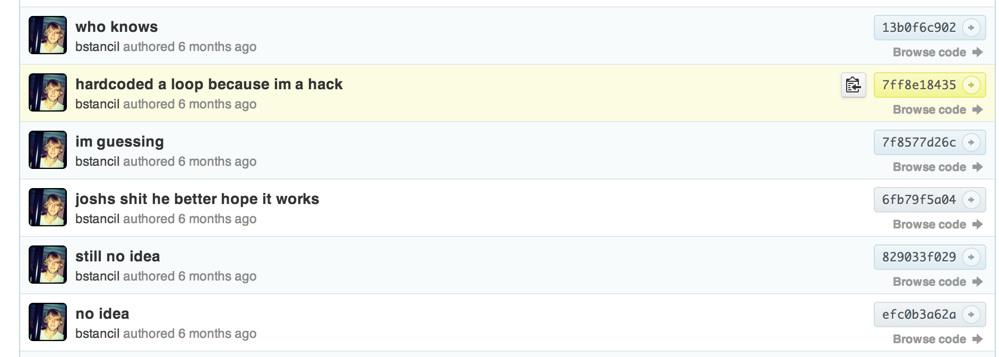 who knows
bstancil authored 6 months ago
13b0f6c902
Browse code
hardcoded a loop because im a hack
bstancil authored 6 months ago
7ff8e18435
Browse code
im guessing
bstancil authored 6 months ago
7f8577d26c
Browse code
joshs shit he better hope it works
bstancil authored 6 months ago
6fb79f5a04
Browse code
still no idea
bstancil authored 6 months ago
829033f029
Browse code
no idea
bstancil authored 6 months ago
efc0b3a62a
Browse code